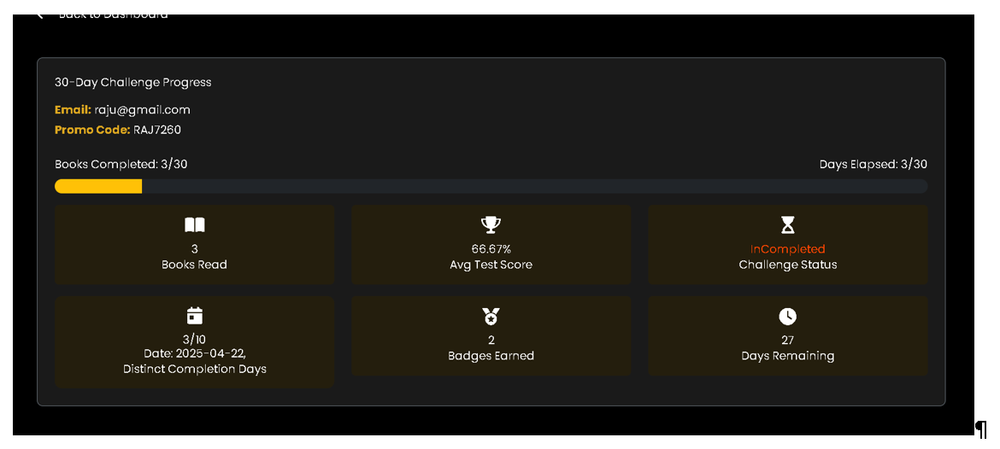 Back to Dashboard
30-Day Challenge Progress
Email: raju@gmail.com
Promo Code: RAJ7260
Books Completed: 3/30
Days Elapsed: 3/30
3
Books Read
66.67%
Avg Test Score
InCompleted
Challenge Status
3/10
Date: 2025-04-22,
Distinct Completion Days
2
Badges Earned
27
Days Remaining
¶